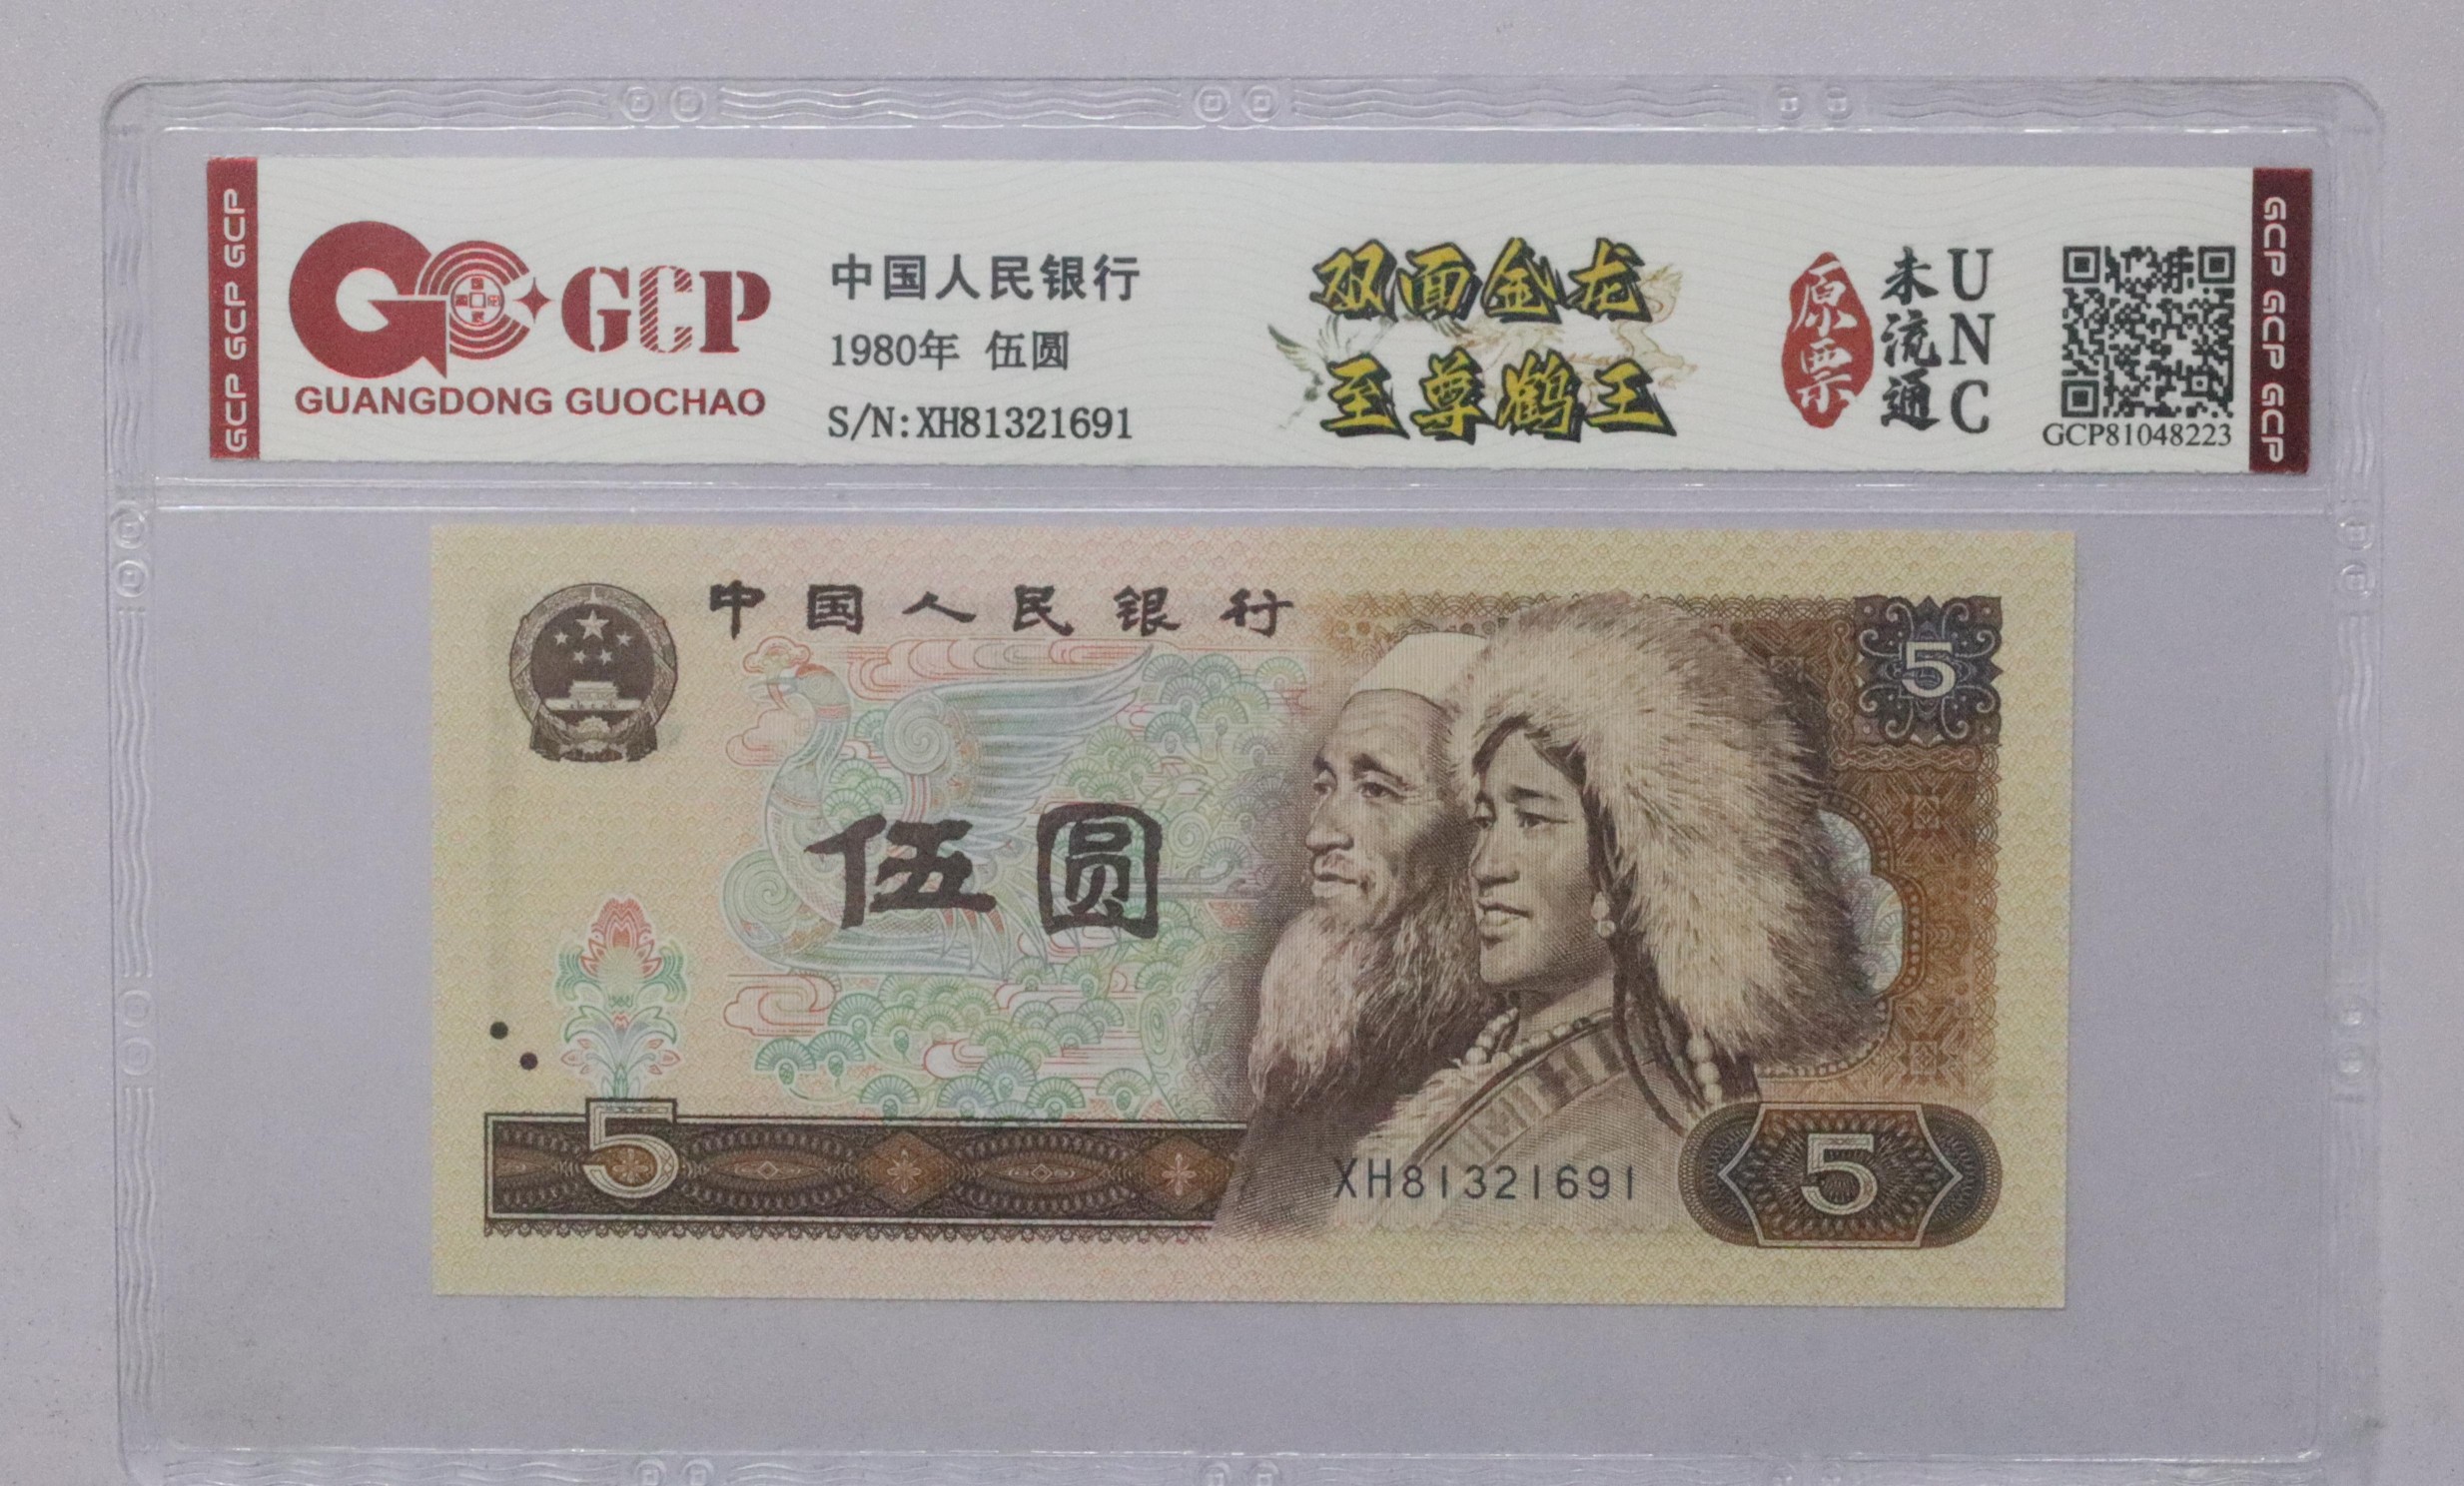 GCP GCP GCP
GCP
GUANGDONG GUOCHAO
中国人民银行
1980年 伍圆
S/N:XH81321691
双面金龙
至尊鹤王
原票
未流通
UNC
GCP81048223
GCP GCP GCP
中国人民银行
5
伍圆
5
XH81321691
5